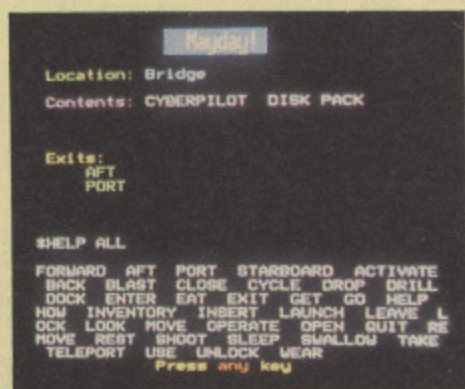 Mayday!
Location: Bridge
Contents: CYBERPILOT DISK PACK
Exits:
AFT
PORT
*HELP ALL
FORWARD AFT PORT STARBOARD ACTIVATE
BACK BLAST CLOSE CYCLE DROP DRILL
DOCK ENTER EAT EXIT GET GO HELP
HOW INVENTORY INSERT LAUNCH LEAVE L
OCK LOOK MOVE OPERATE OPEN QUIT RE
MOVE REST SHOOT SLEEP SWALLOW TAKE
TELEPORT USE UNLOCK WEAR
Press any key